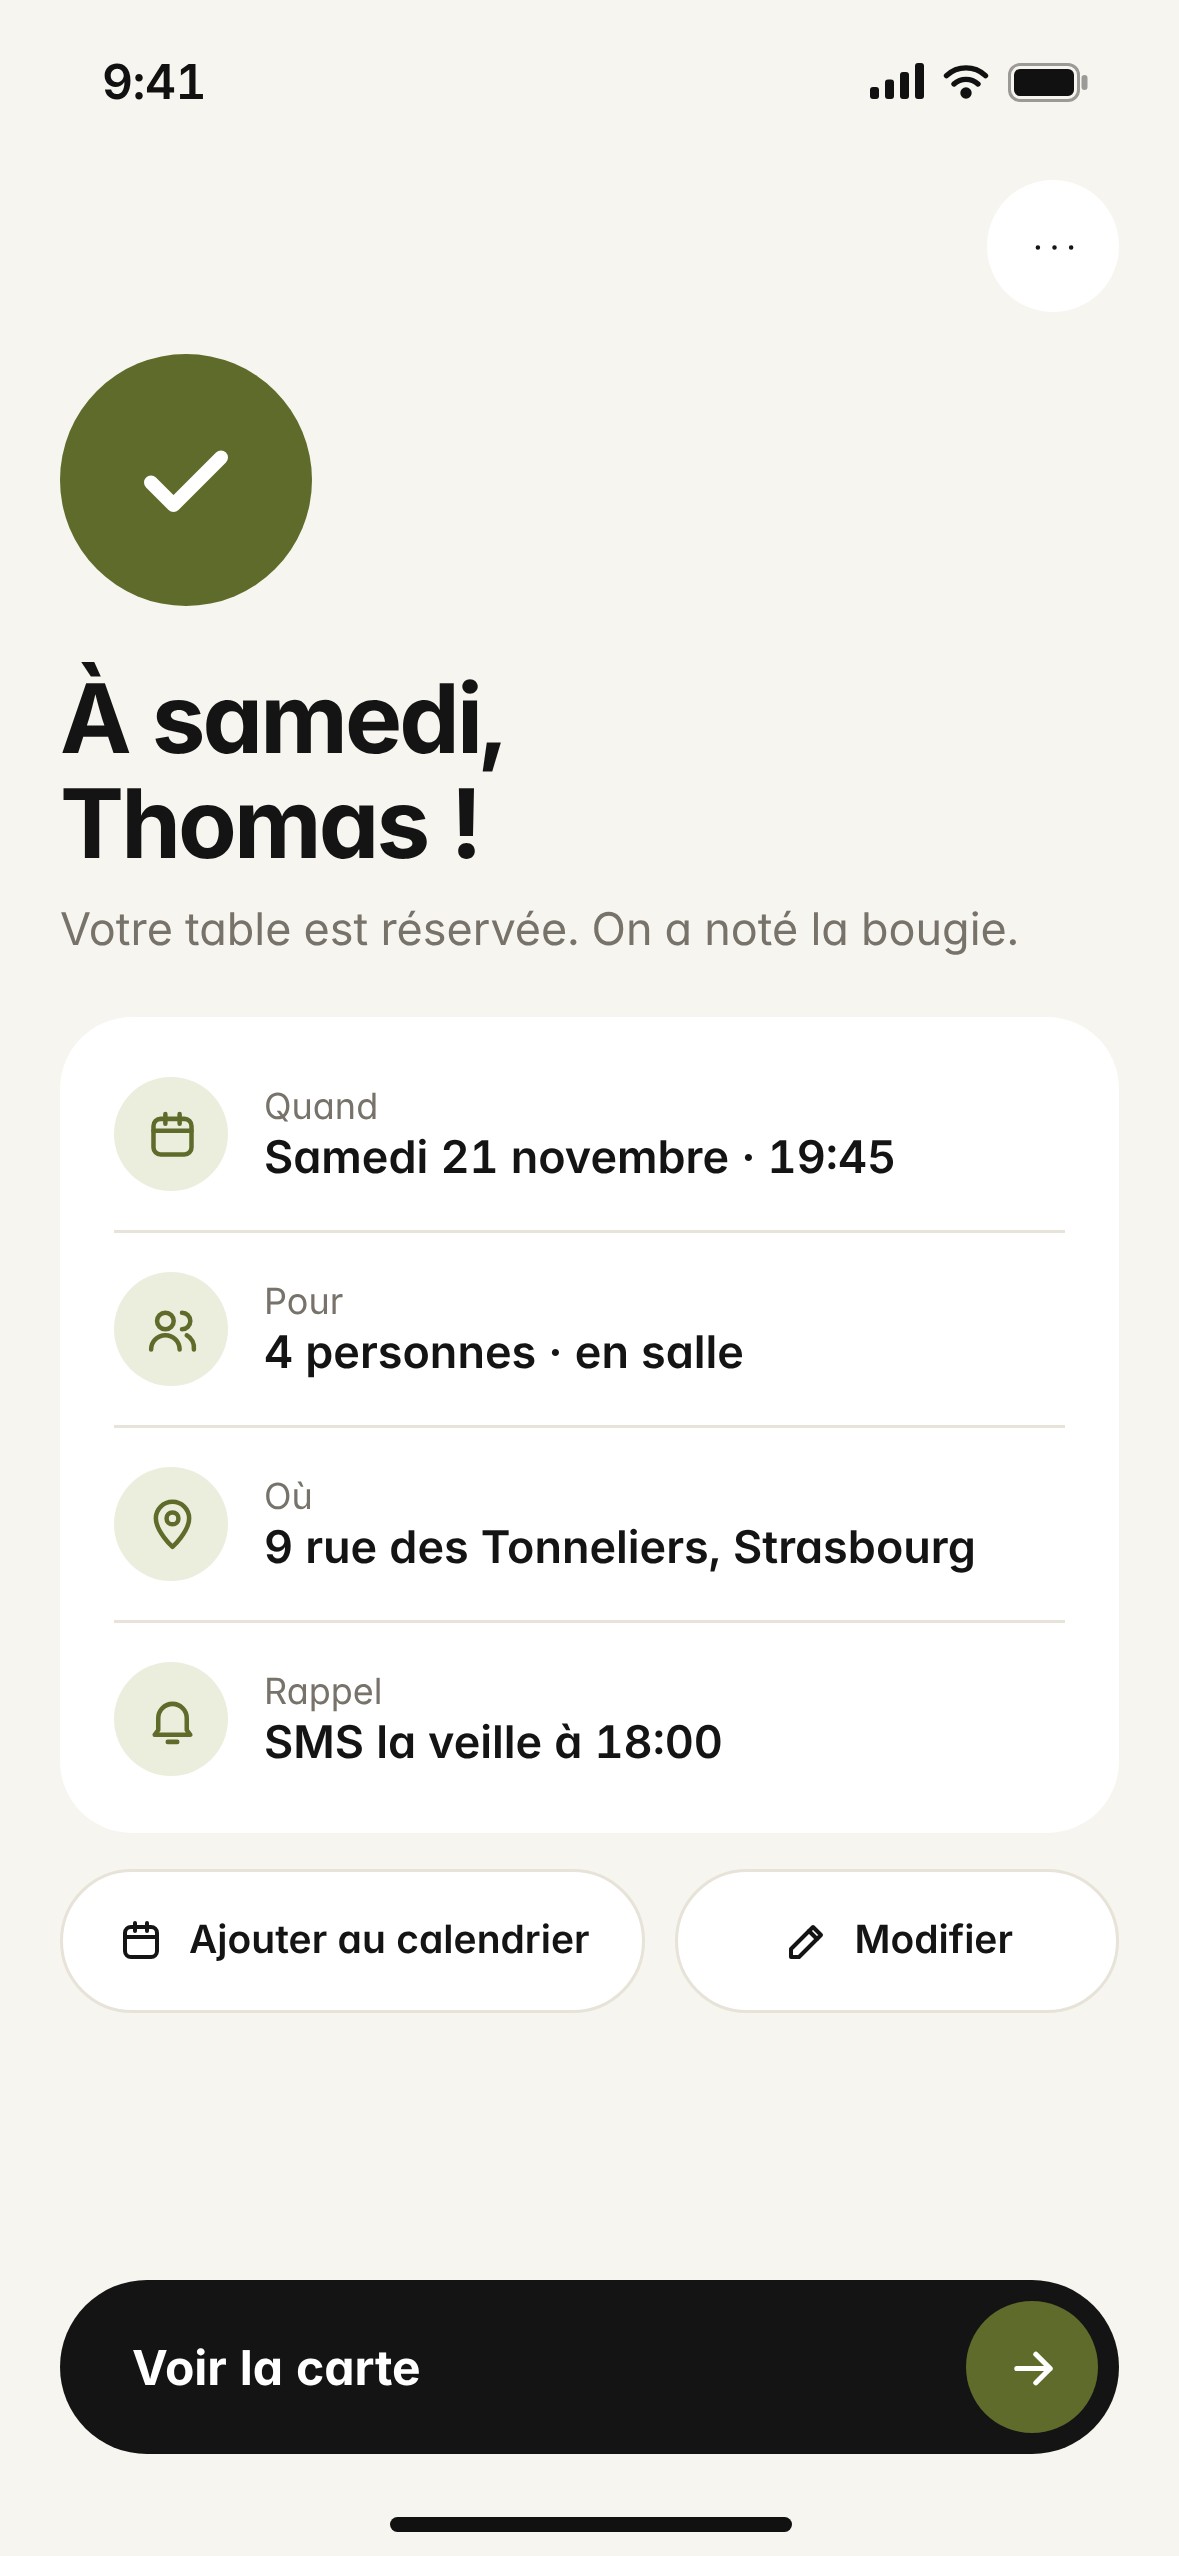 9:41
À samedi,
Thomas !
Votre table est réservée. On a noté la bougie.
Quand
Samedi 21 novembre · 19:45
Pour
4 personnes · en salle
Où
9 rue des Tonneliers, Strasbourg
Rappel
SMS la veille à 18:00
Ajouter au calendrier
Modifier
Voir la carte